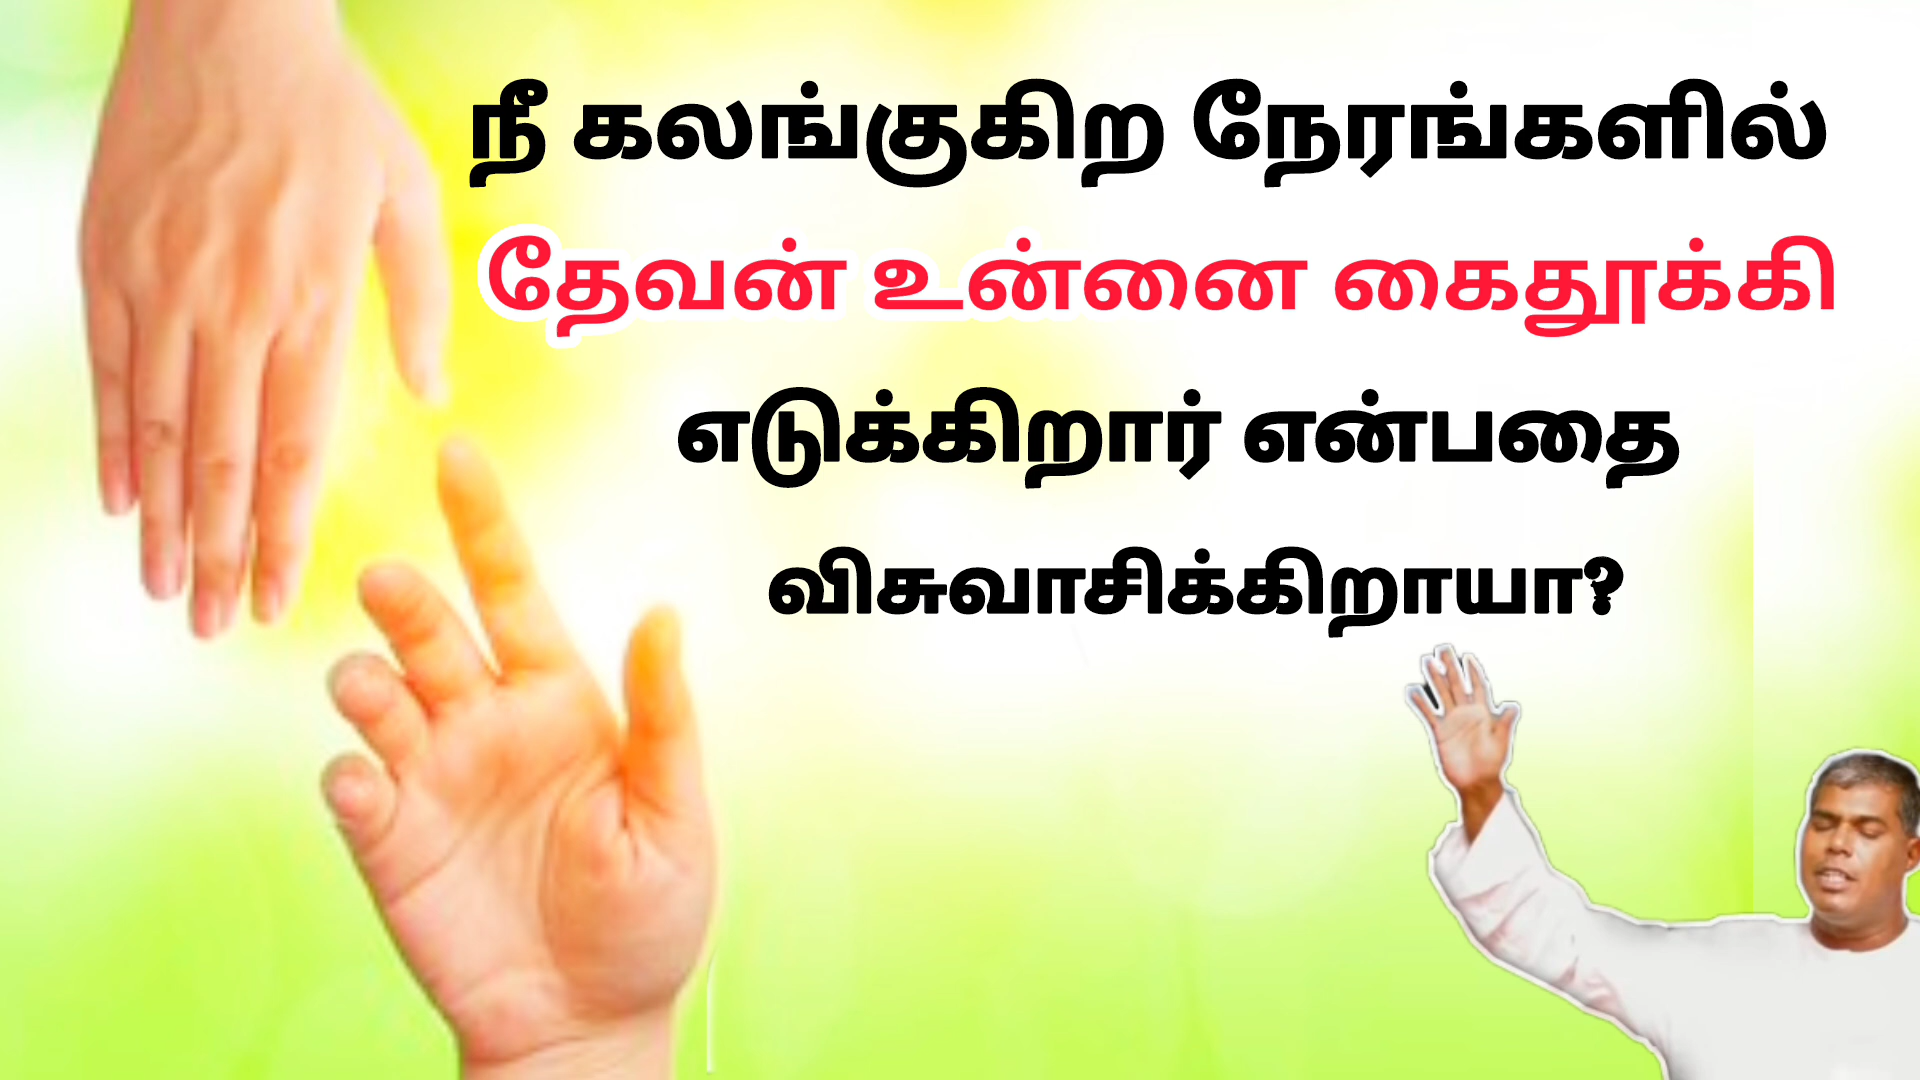 நீ கலங்குகிற நேரங்களில்
தேவன் உன்னை கைதூக்கி
எடுக்கிறார் என்பதை
விசுவாசிக்கிறாயா?